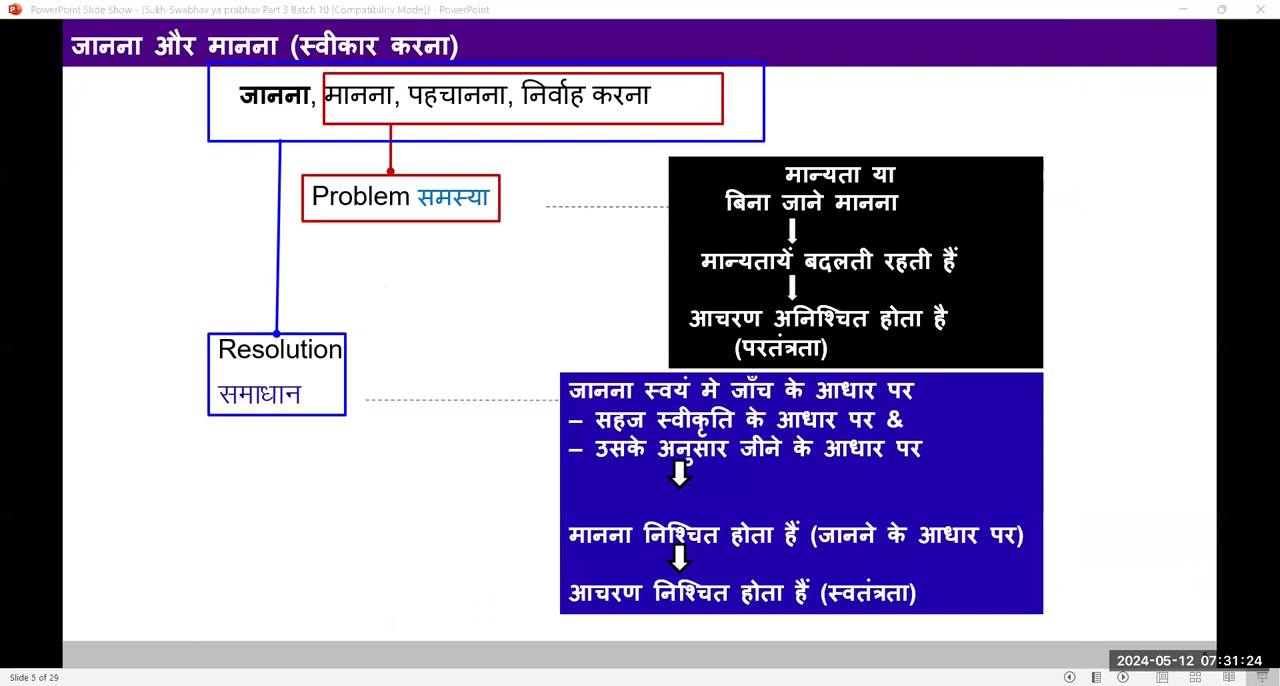 PowerPoint Slide Show - [Sukh-Swabhav ya prabhav Part 3 Batch 10 [Compatibility Mode]] - PowerPoint
जानना और मानना (स्वीकार करना)
जानना, मानना, पहचानना, निर्वाह करना
Problem समस्या
मान्यता या
बिना जाने मानना
मान्यतायें बदलती रहती हैं
आचरण अनिश्चित होता है
(परतंत्रता)
Resolution
समाधान
जानना स्वयं मे जाँच के आधार पर
– सहज स्वीकृति के आधार पर &
– उसके अनुसार जीने के आधार पर
मानना निश्चित होता हैं (जानने के आधार पर)
आचरण निश्चित होता हैं (स्वतंत्रता)
2024-05-12 07:31:24
Slide 5 of 29